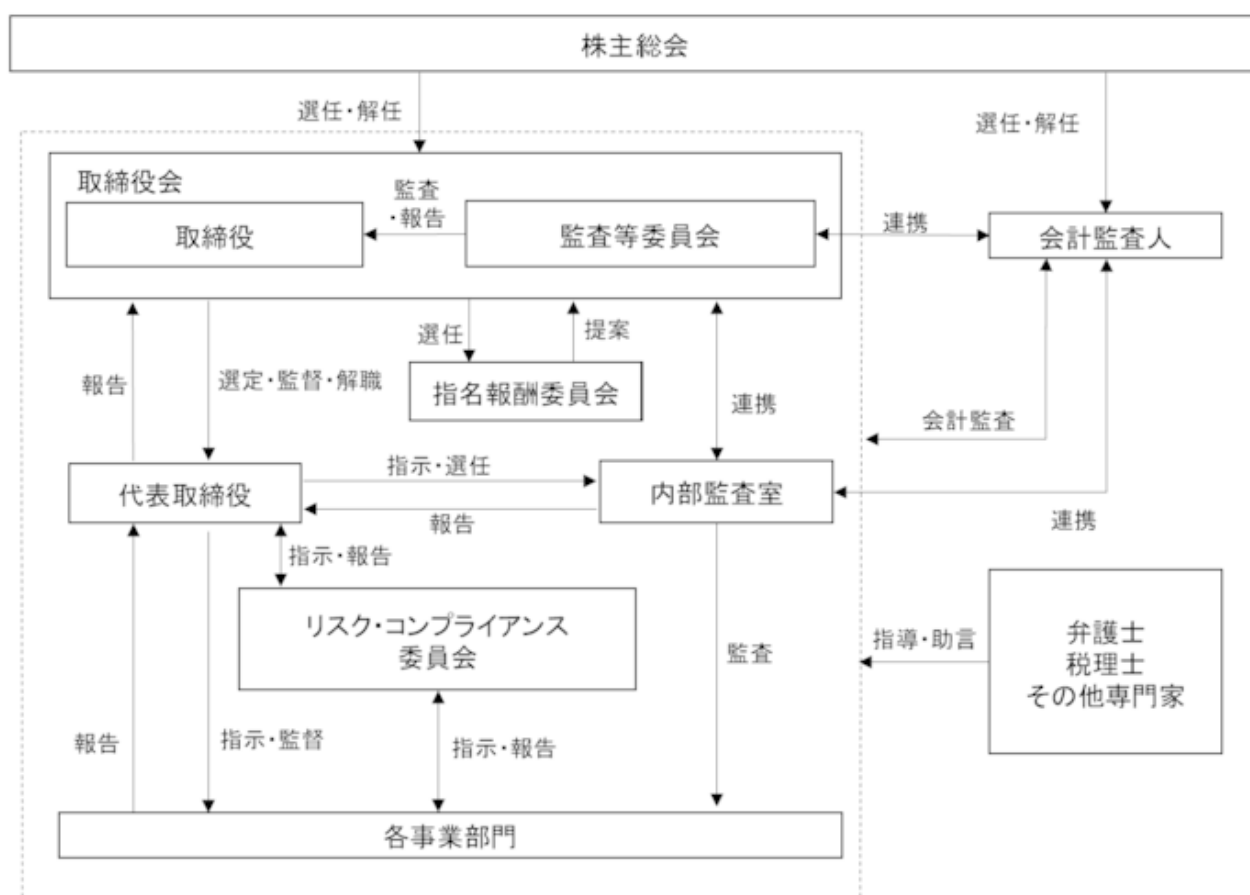 株主総会
選任・解任
選任・解任
取締役会
監査
・報告
取締役
監査等委員会
連携
会計監査人
報告
選定・監督・解職
選任
提案
指名報酬委員会
連携
会計監査
代表取締役
指示・選任
報告
内部監査室
連携
指示・報告
リスク・コンプライアンス
委員会
監査
指導・助言
弁護士
税理士
その他専門家
報告
指示・監督
指示・報告
各事業部門